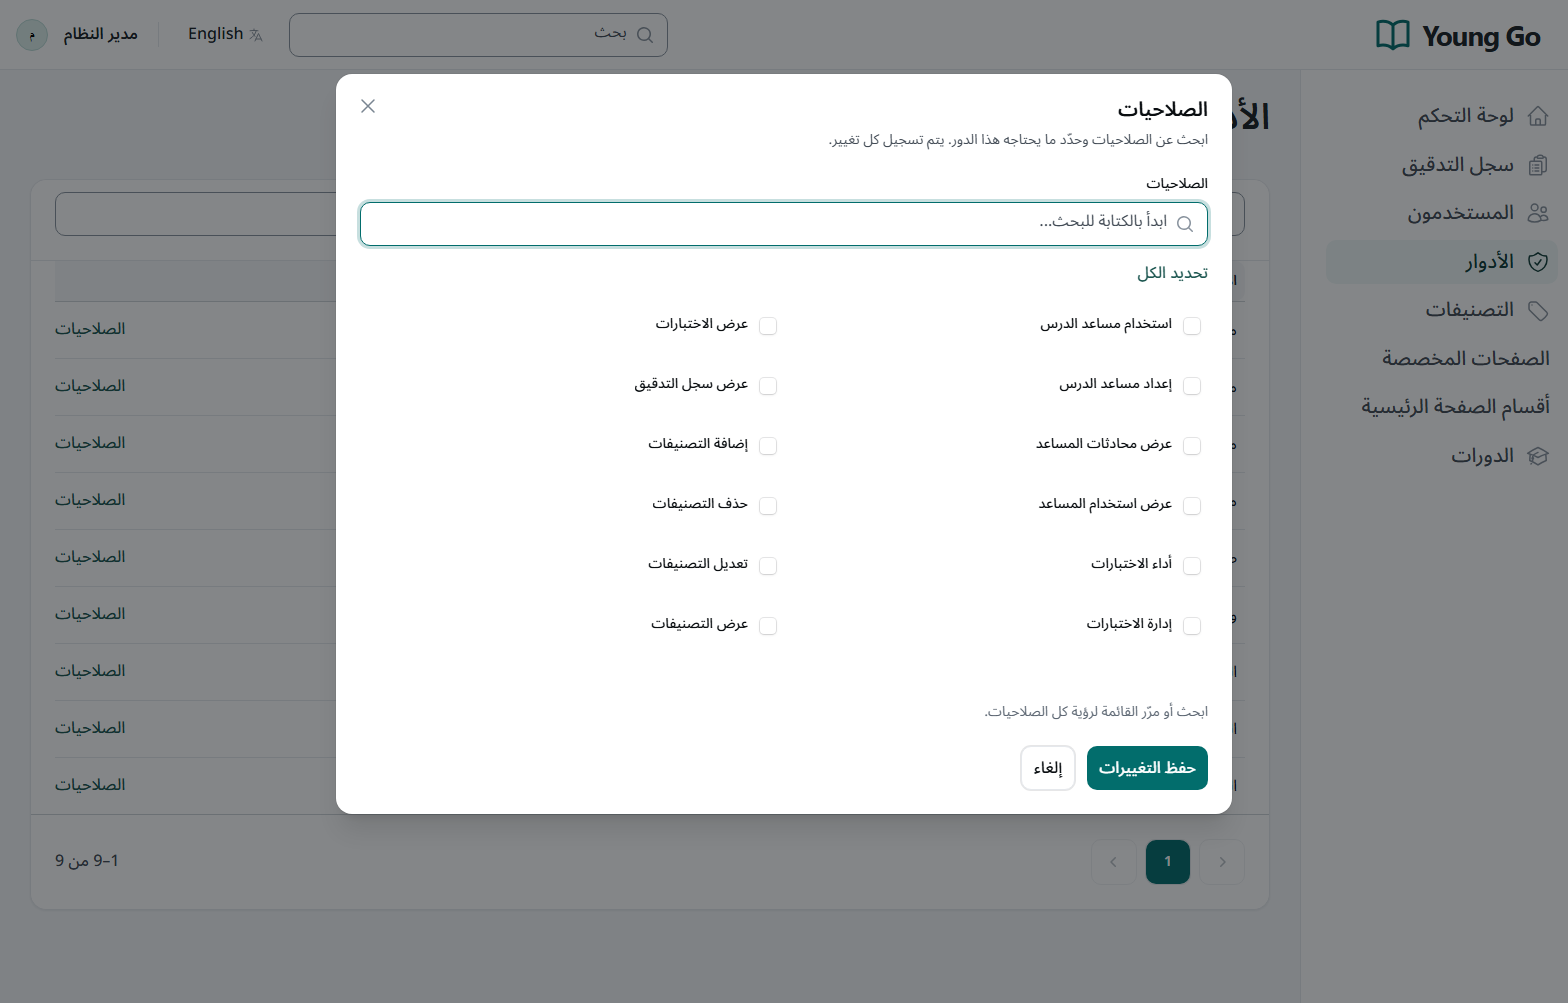 Young Go
بحث
English
مدير النظام
م
لوحة التحكم
سجل التدقيق
المستخدمون
الأدوار
التصنيفات
الصفحات المخصصة
أقسام الصفحة الرئيسية
الدورات
الصلاحيات
ابحث عن الصلاحيات وحدّد ما يحتاجه هذا الدور. يتم تسجيل كل تغيير.
الصلاحيات
ابدأ بالكتابة للبحث...
تحديد الكل
استخدام مساعد الدرس
عرض الاختبارات
إعداد مساعد الدرس
عرض سجل التدقيق
عرض محادثات المساعد
إضافة التصنيفات
عرض استخدام المساعد
حذف التصنيفات
أداء الاختبارات
تعديل التصنيفات
إدارة الاختبارات
عرض التصنيفات
ابحث أو مرّر القائمة لرؤية كل الصلاحيات.
حفظ التغييرات
إلغاء
الصلاحيات
الصلاحيات
الصلاحيات
الصلاحيات
الصلاحيات
الصلاحيات
الصلاحيات
الصلاحيات
الصلاحيات
1
1–9 من 9